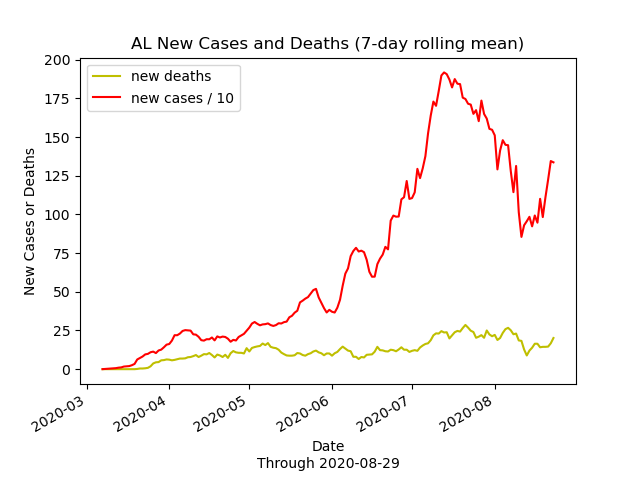 AL New Cases and Deaths (7-day rolling mean)
new deaths
new cases / 10
New Cases or Deaths
200
175
150
125
100
75
50
25
0
2020-03
2020-04
2020-05
2020-06
2020-07
2020-08
Date
Through 2020-08-29